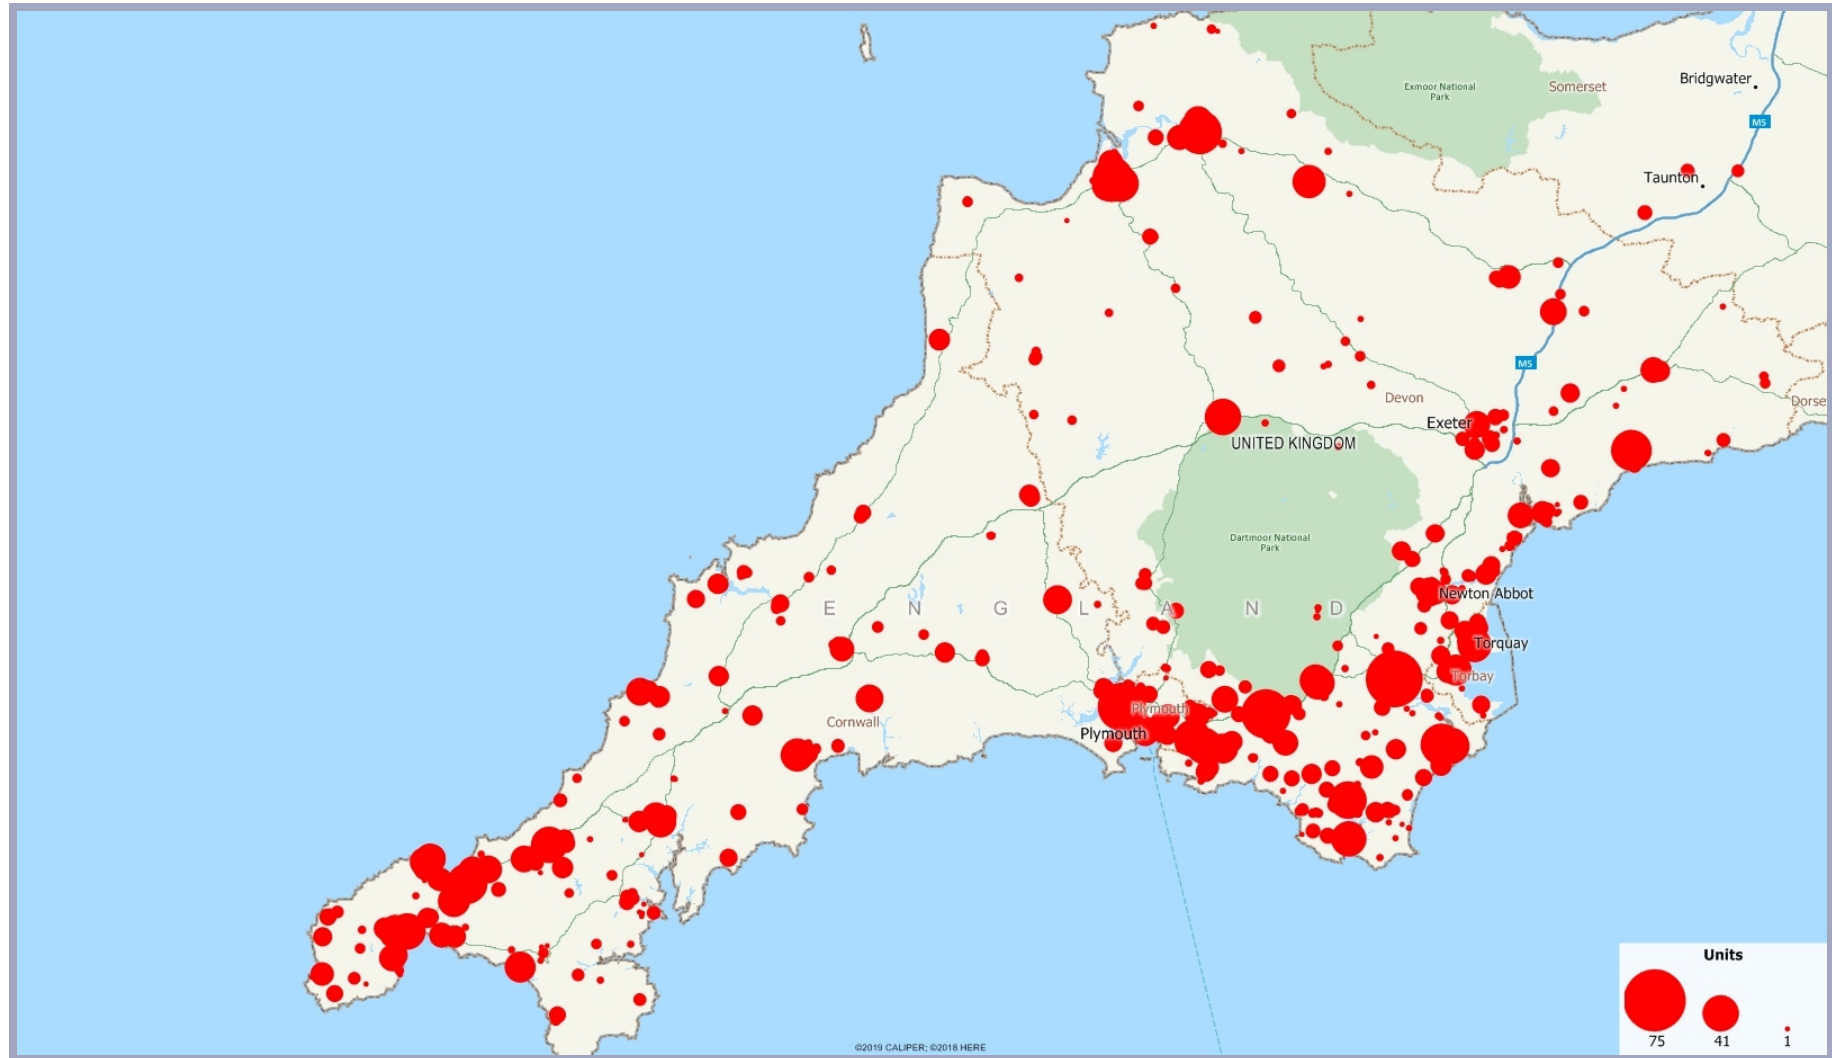 Bridgwater
Exmoor National
Park
Somerset
M5
Taunton
M5
Devon
Dorse
Exeter
UNITED KINGDOM
Dartmoor National
Park
Newton Abbot
E N G L A N D
Torquay
Torbay
Plymouth
Cornwall
Plymouth
Units
75 41 1
©2019 CALIPER; ©2018 HERE